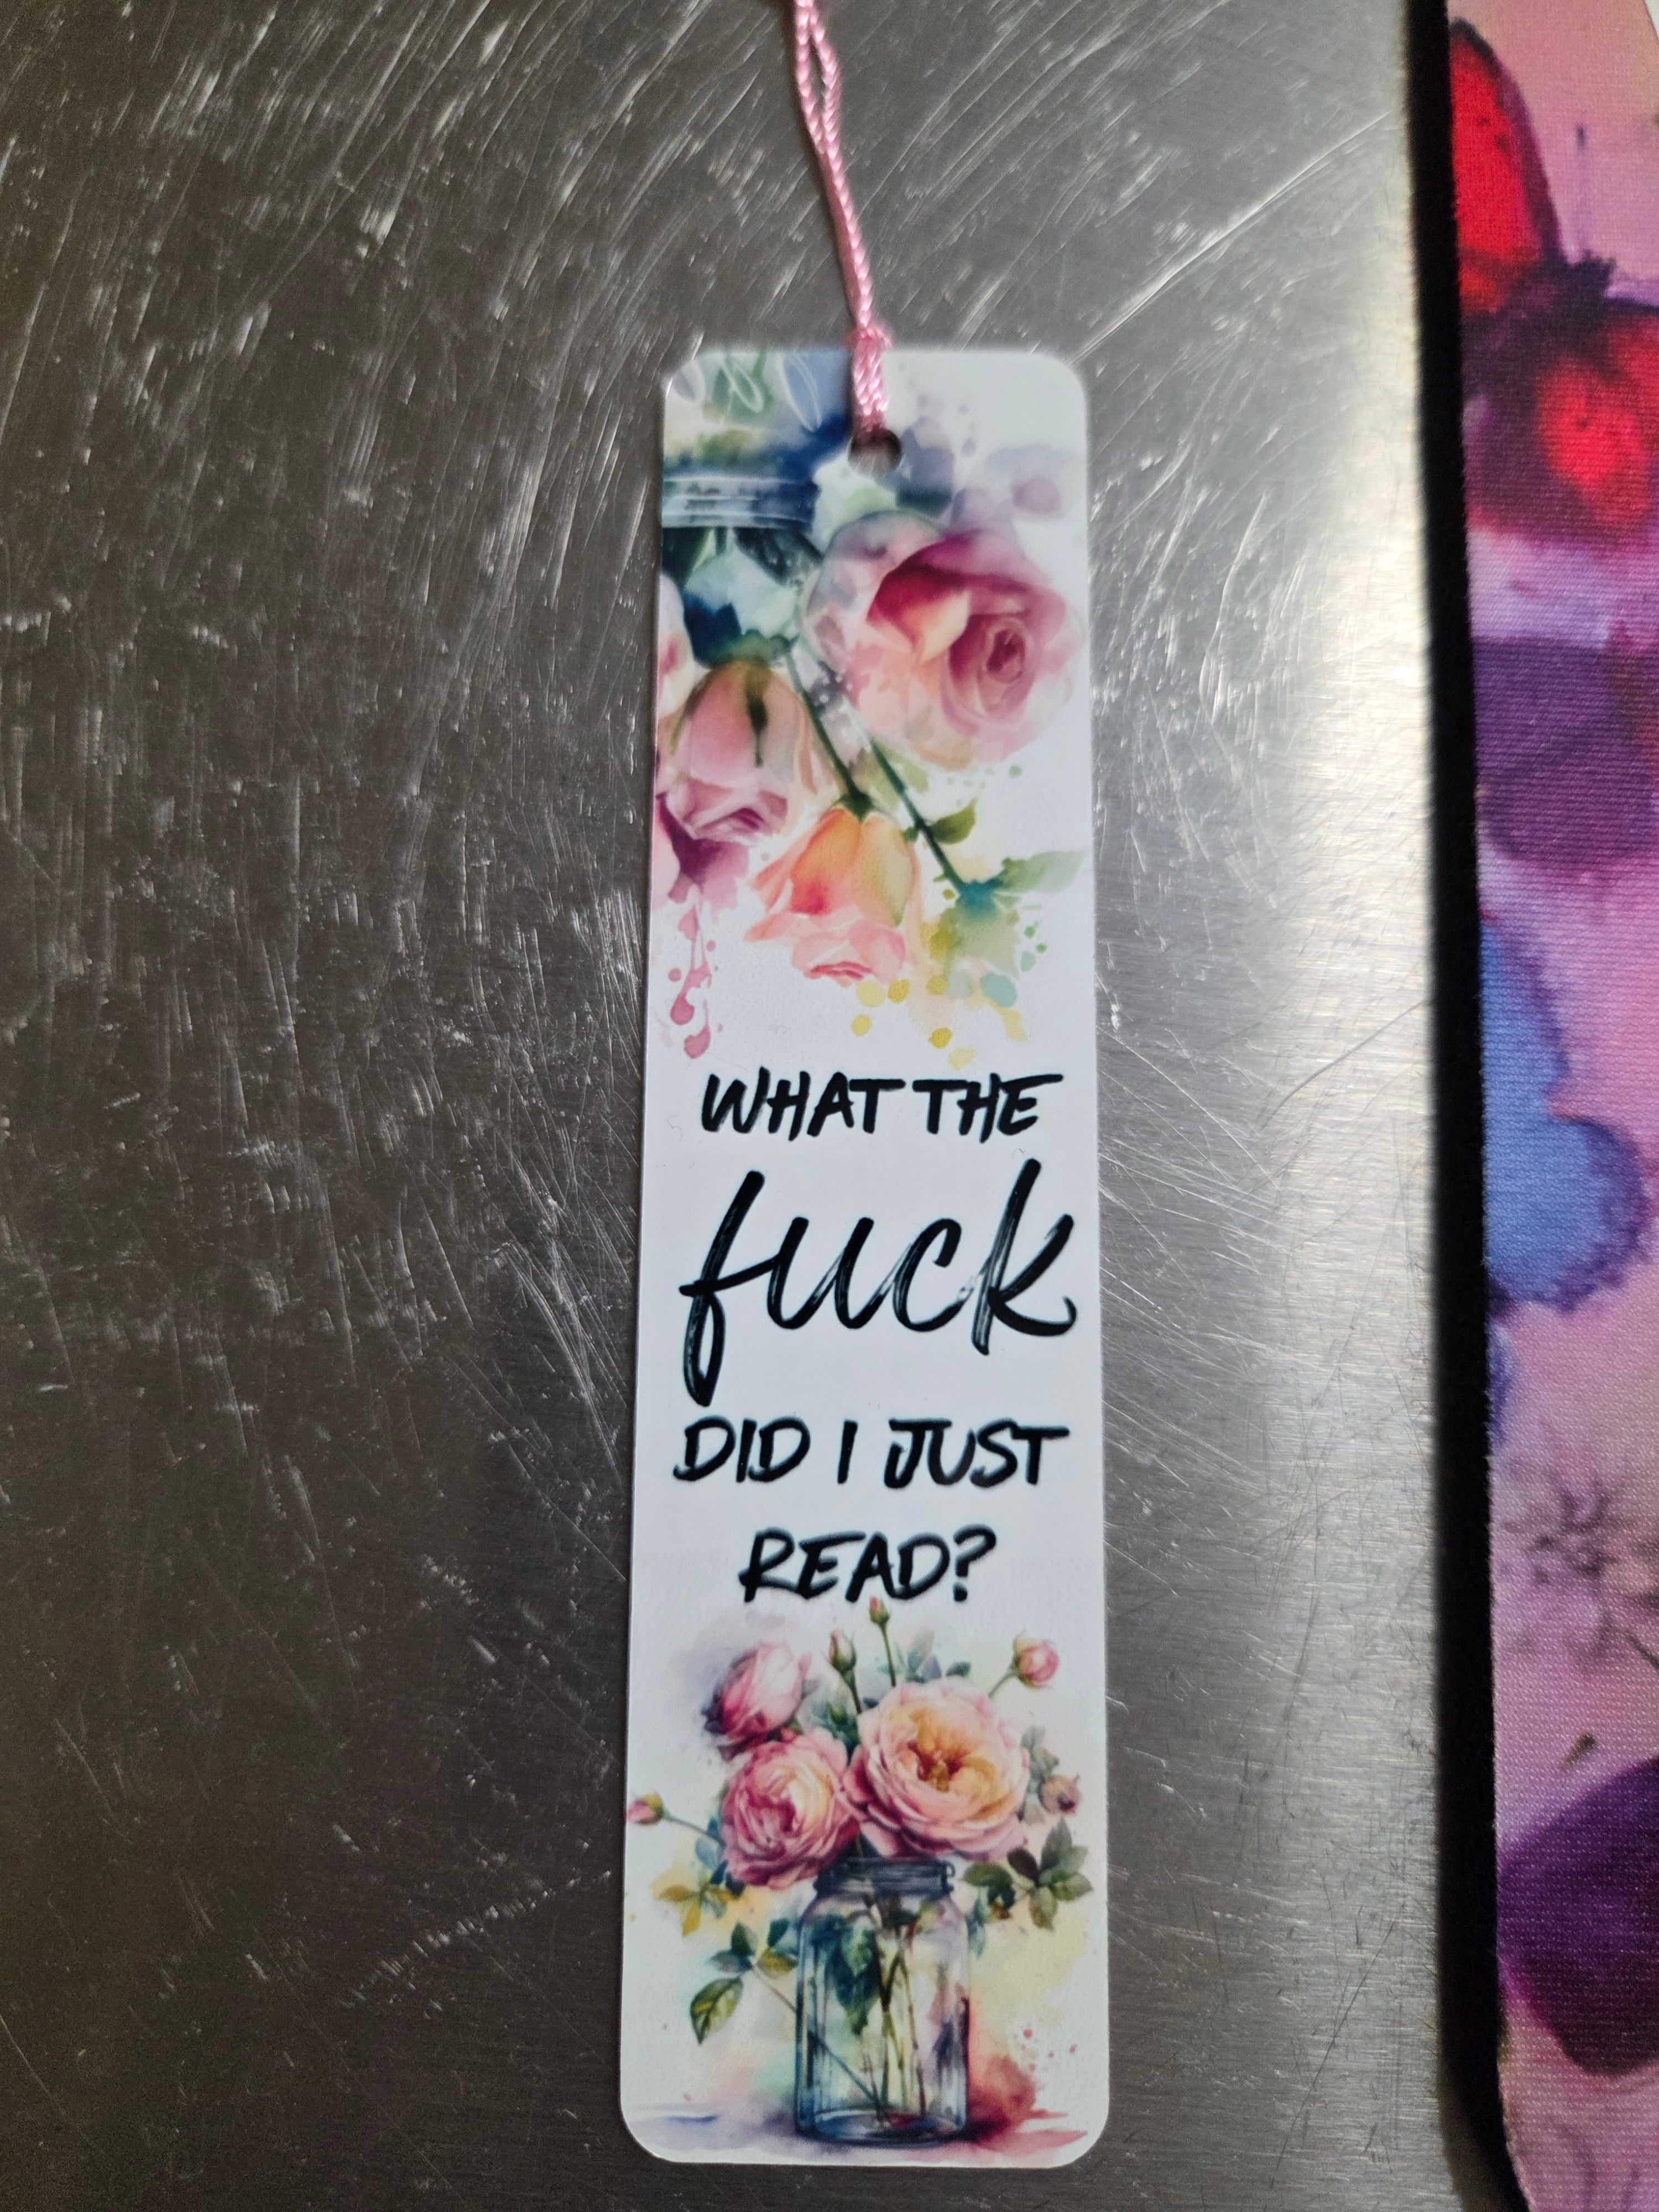 WHAT THE
fuck
DID I JUST
READ?